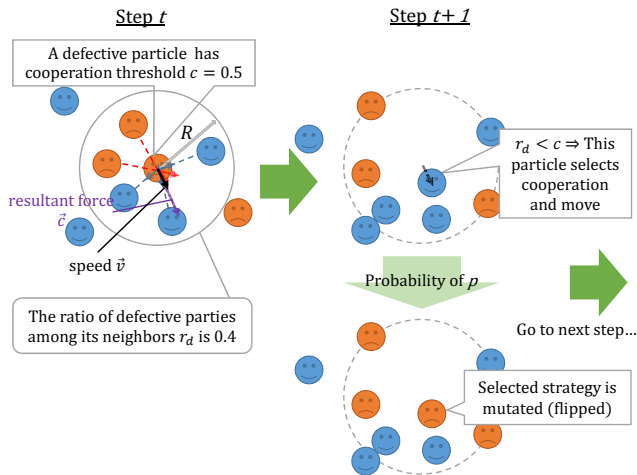 Step t
Step t+1
A defective particle has
cooperation threshold c = 0.5
R
resultant force
c⃗
speed v⃗
The ratio of defective parties
among its neighbors r_d is 0.4
r_d < c ⇒ This
particle selects
cooperation
and move
Probability of p
Go to next step…
Selected strategy is
mutated (flipped)